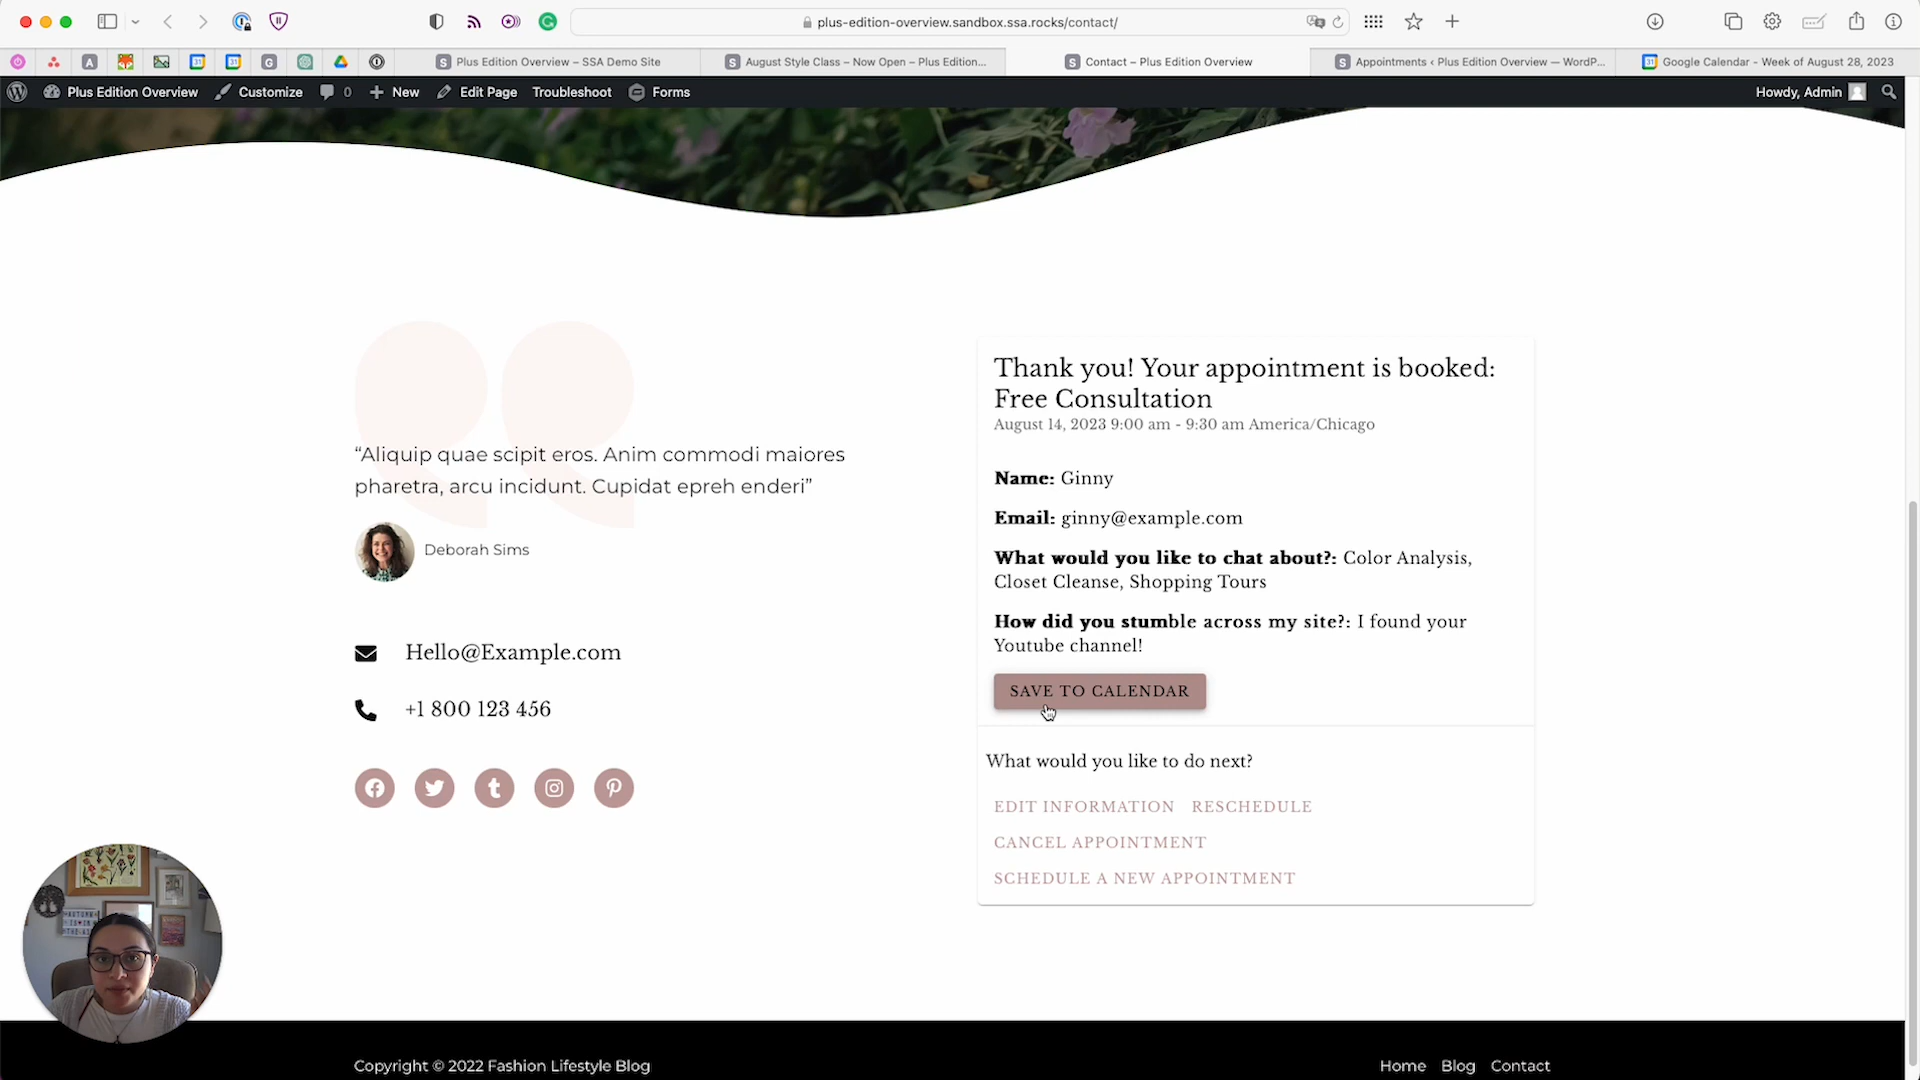 plus-edition-overview.sandbox.ssa.rocks/contact/
Plus Edition Overview – SSA Demo Site
August Style Class – Now Open – Plus Edition...
Contact – Plus Edition Overview
Appointments ‹ Plus Edition Overview — WordP...
Google Calendar - Week of August 28, 2023
Plus Edition Overview
Customize
0
New
Edit Page
Troubleshoot
Forms
Howdy, Admin
“Aliquip quae scipit eros. Anim commodi maiores
pharetra, arcu incidunt. Cupidat epreh enderi”
Deborah Sims
Hello@Example.com
+1 800 123 456
Thank you! Your appointment is booked:
Free Consultation
August 14, 2023 9:00 am - 9:30 am America/Chicago
Name: Ginny
Email: ginny@example.com
What would you like to chat about?: Color Analysis,
Closet Cleanse, Shopping Tours
How did you stumble across my site?: I found your
Youtube channel!
SAVE TO CALENDAR
What would you like to do next?
EDIT INFORMATION RESCHEDULE
CANCEL APPOINTMENT
SCHEDULE A NEW APPOINTMENT
Copyright © 2022 Fashion Lifestyle Blog
Home Blog Contact